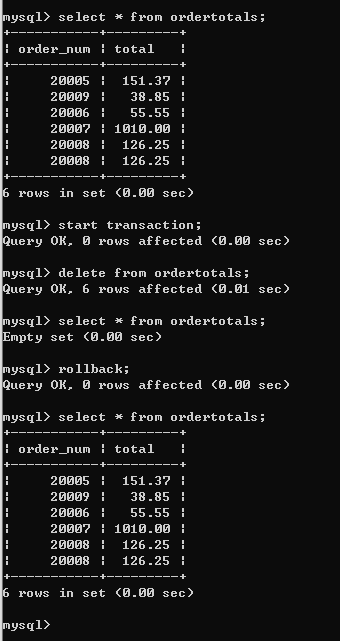 mysql> select * from ordertotals;
+-----------+---------+
¦ order_num ¦ total   ¦
+-----------+---------+
¦     20005 ¦  151.37 ¦
¦     20009 ¦   38.85 ¦
¦     20006 ¦   55.55 ¦
¦     20007 ¦ 1010.00 ¦
¦     20008 ¦  126.25 ¦
¦     20008 ¦  126.25 ¦
+-----------+---------+
6 rows in set (0.00 sec)
mysql> start transaction;
Query OK, 0 rows affected (0.00 sec)
mysql> delete from ordertotals;
Query OK, 6 rows affected (0.01 sec)
mysql> select * from ordertotals;
Empty set (0.00 sec)
mysql> rollback;
Query OK, 0 rows affected (0.00 sec)
mysql> select * from ordertotals;
+-----------+---------+
¦ order_num ¦ total   ¦
+-----------+---------+
¦     20005 ¦  151.37 ¦
¦     20009 ¦   38.85 ¦
¦     20006 ¦   55.55 ¦
¦     20007 ¦ 1010.00 ¦
¦     20008 ¦  126.25 ¦
¦     20008 ¦  126.25 ¦
+-----------+---------+
6 rows in set (0.00 sec)
mysql>